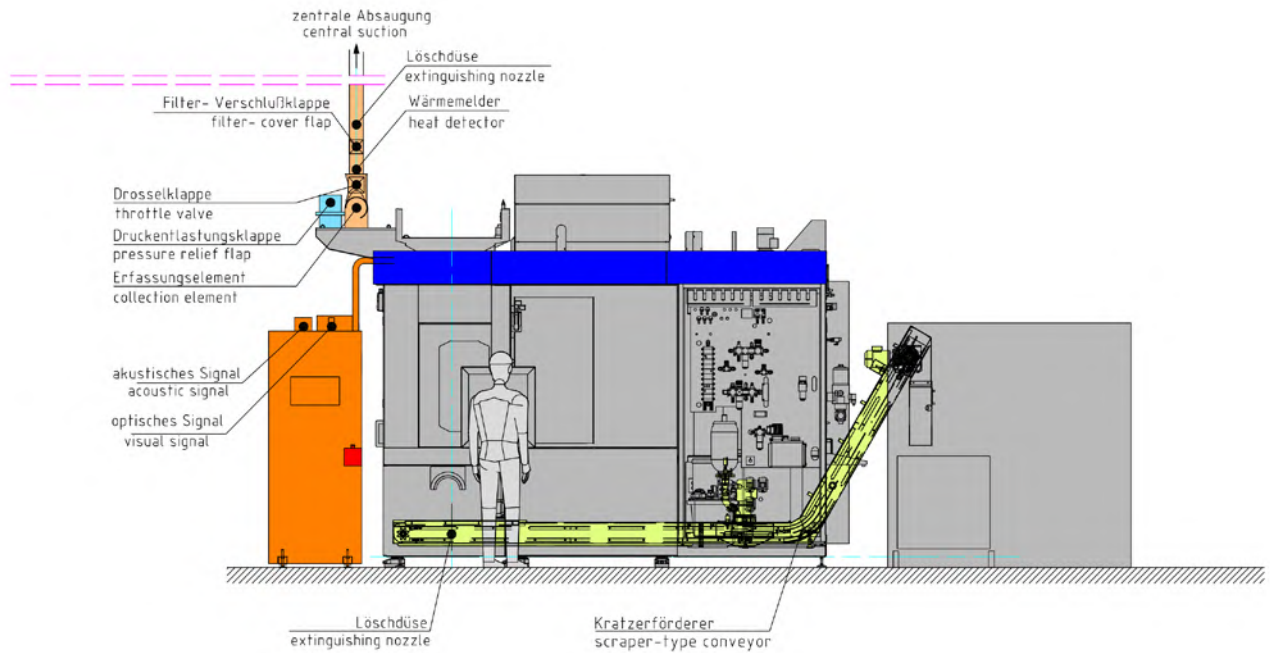 zentrale Absaugung
central suction
Löschdüse
extinguishing nozzle
Filter- Verschlußklappe
filter- cover flap
Wärmemelder
heat detector
Drosselklappe
throttle valve
Druckentlastungsklappe
pressure relief flap
Erfassungselement
collection element
akustisches Signal
acoustic signal
optisches Signal
visual signal
Löschdüse
extinguishing nozzle
Kratzerförderer
scraper-type conveyor